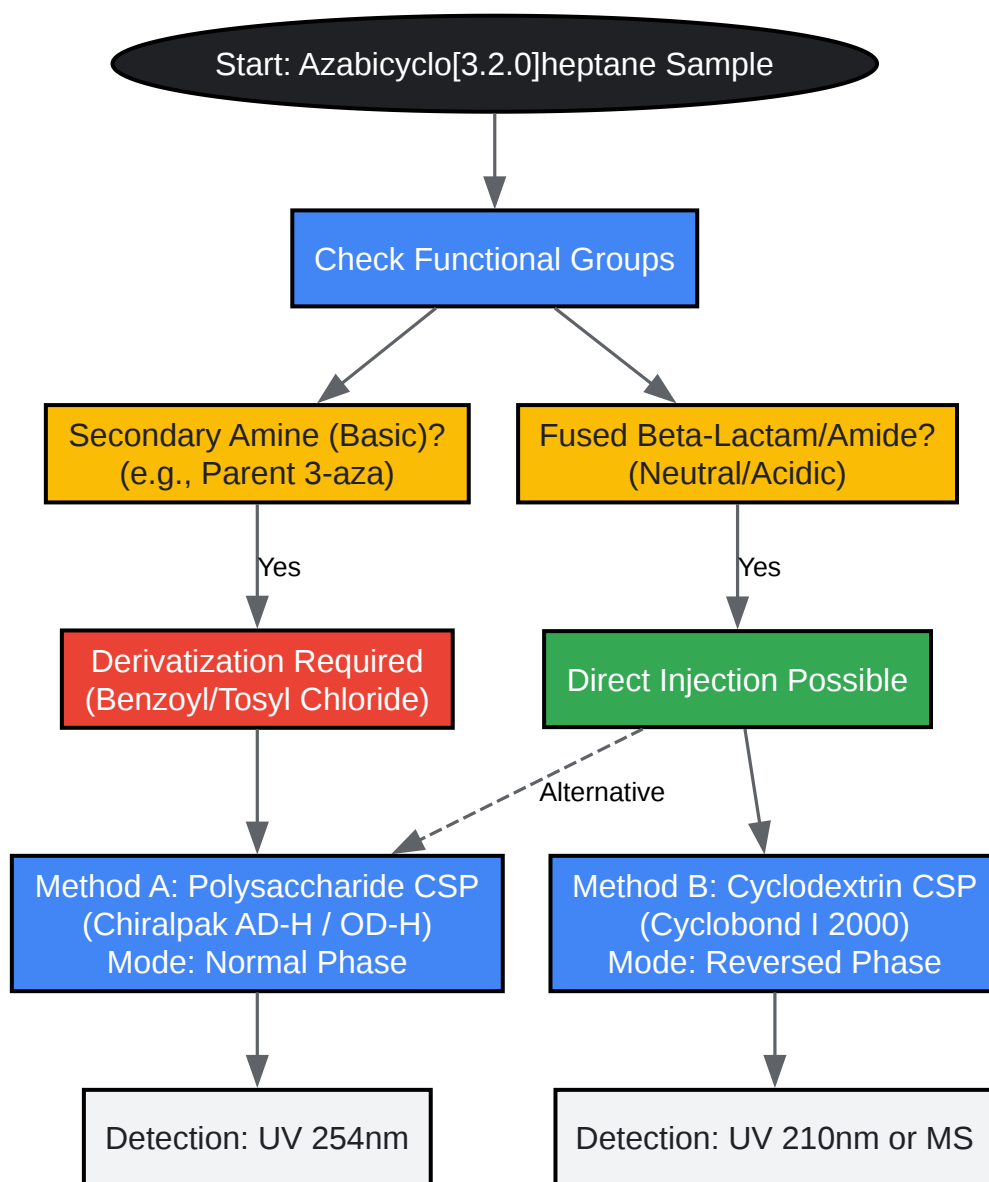 Start: Azabicyclo[3.2.0]heptane Sample
Check Functional Groups
Secondary Amine (Basic)?
(e.g., Parent 3-aza)
Fused Beta-Lactam/Amide?
(Neutral/Acidic)
Yes
Yes
Derivatization Required
(Benzoyl/Tosyl Chloride)
Direct Injection Possible
Alternative
Method A: Polysaccharide CSP
(Chiralpak AD-H / OD-H)
Mode: Normal Phase
Method B: Cyclodextrin CSP
(Cyclobond I 2000)
Mode: Reversed Phase
Detection: UV 254nm
Detection: UV 210nm or MS